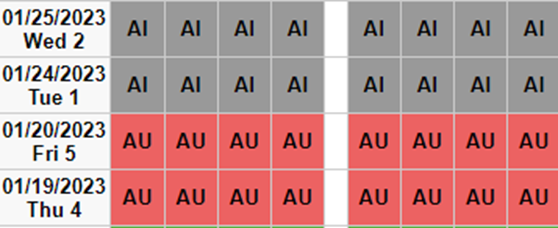 01/25/2023 AI AI AI AI AI AI AI AI
Wed 2
01/24/2023 AI AI AI AI AI AI AI AI
Tue 1
01/20/2023 AU AU AU AU AU AU AU AU
Fri 5
01/19/2023 AU AU AU AU AU AU AU AU
Thu 4